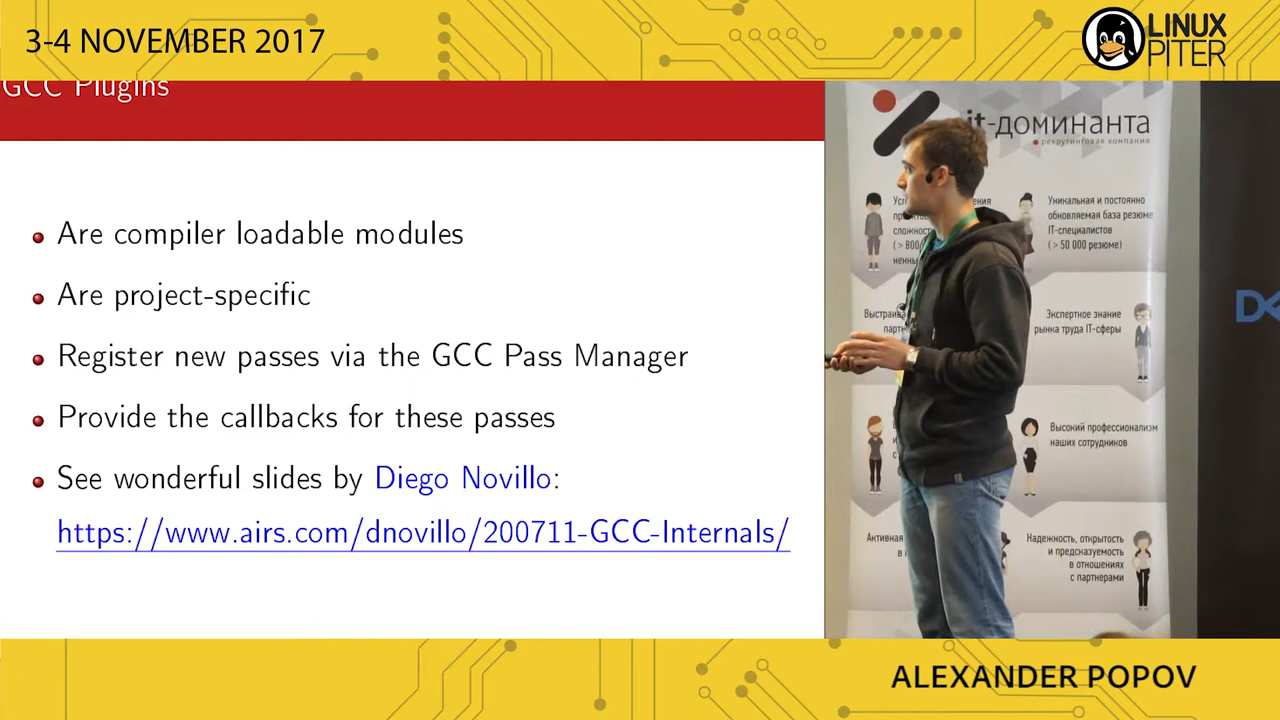 3-4 NOVEMBER 2017
LINUX
PITER
GCC Plugins
Are compiler loadable modules
Are project-specific
Register new passes via the GCC Pass Manager
Provide the callbacks for these passes
See wonderful slides by Diego Novillo:
https://www.airs.com/dnovillo/200711-GCC-Internals/
it-доминанта
рекрутинговая компания
Уникальная и постоянно
обновляемая база резюме
IT-специалистов
( > 50 000 резюме)
Экспертное знание
рынка труда IT-сферы
Высокий профессионализм
наших сотрудников
Активная
Надежность, открытость
и предсказуемость
в отношениях
с партнерами
ALEXANDER POPOV